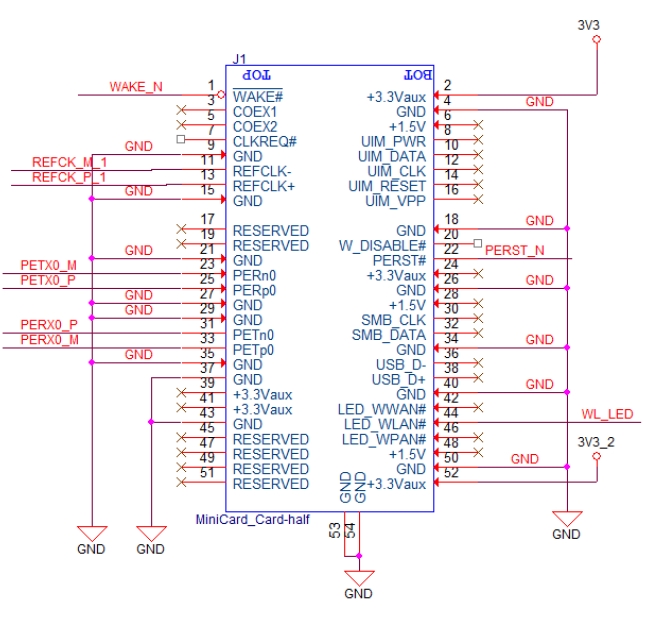 3V3
J1
TOP BOT
WAKE_N 1 WAKE# +3.3Vaux 2
3 COEX1 GND 4 GND
5 COEX2 +1.5V 6
7 CLKREQ# UIM_PWR 8
GND 9 GND UIM_DATA 10
REFCK_M_1 11 REFCLK- UIM_CLK 12
REFCK_P_1 13 REFCLK+ UIM_RESET 14
GND 15 GND UIM_VPP 16
17 RESERVED GND 18 GND
19 RESERVED W_DISABLE# 20
GND 21 GND PERST# 22 PERST_N
PETX0_M 23 PERn0 +3.3Vaux 24
PETX0_P 25 PERp0 GND 26 GND
GND 27 GND +1.5V 28
GND 29 GND SMB_CLK 30
PERX0_P 31 PETn0 SMB_DATA 32
PERX0_M 33 PETp0 GND 34 GND
GND 35 GND USB_D- 36
37 GND USB_D+ 38
39 +3.3Vaux GND 40 GND
41 +3.3Vaux LED_WWAN# 42
43 GND LED_WLAN# 44 WL_LED
45 RESERVED LED_WPAN# 46
47 RESERVED +1.5V 48 3V3_2
49 RESERVED GND 50 GND
51 RESERVED +3.3Vaux 52
GND GND
MiniCard_Card-half
53 54
GND GND GND
GND